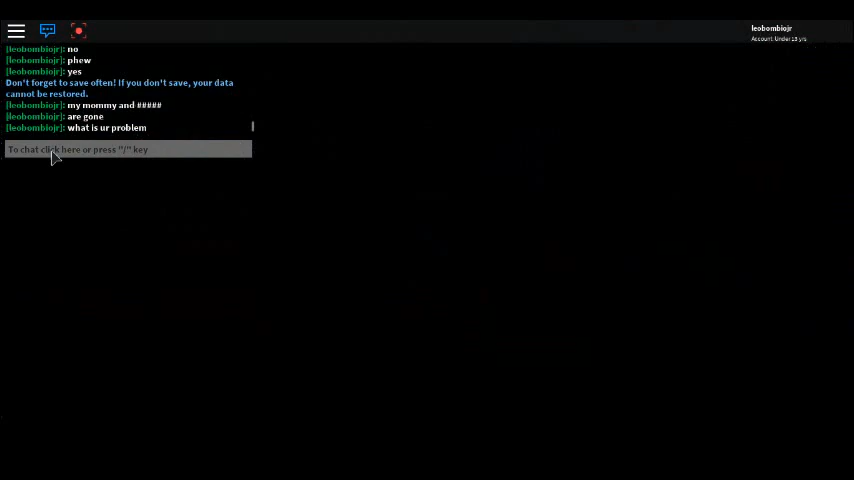 leobombiojr
Account: Under 13 yrs
[leobombiojr]: no
[leobombiojr]: phew
[leobombiojr]: yes
Don't forget to save often! If you don't save, your data
cannot be restored.
[leobombiojr]: my mommy and #####
[leobombiojr]: are gone
[leobombiojr]: what is ur problem
To chat click here or press "/" key